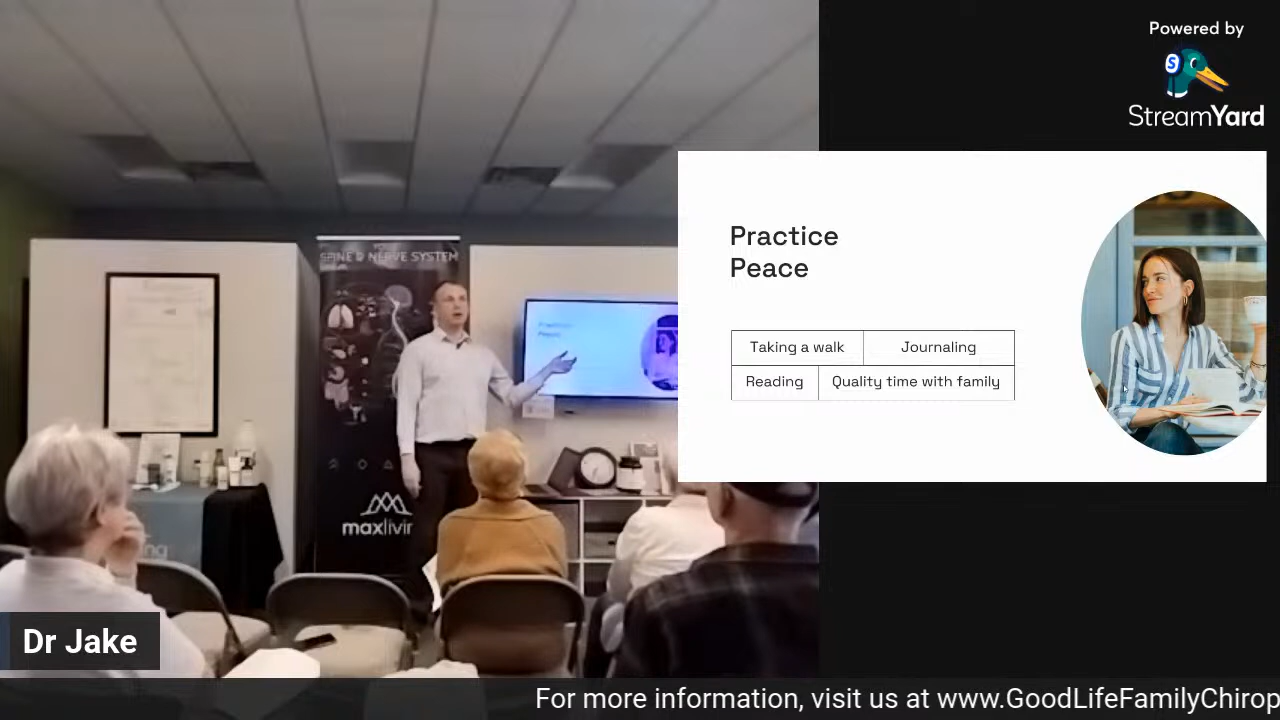 Powered by
StreamYard
Practice
Peace
Taking a walk
Journaling
Reading
Quality time with family
SPINE & NERVE SYSTEM
maxlivin
Dr Jake
For more information, visit us at www.GoodLifeFamilyChirop